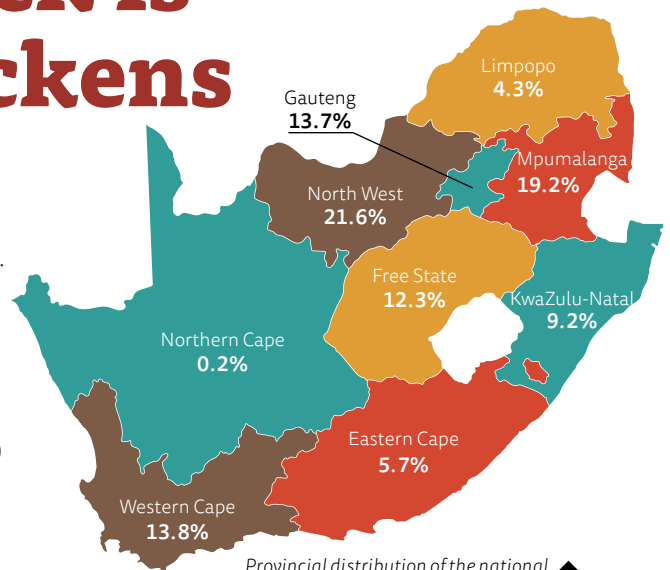 ckens
Limpopo
4.3%
Gauteng
13.7%
Mpumalanga
19.2%
North West
21.6%
Free State
12.3%
KwaZulu-Natal
9.2%
Northern Cape
0.2%
Eastern Cape
5.7%
Western Cape
13.8%
Provincial distribution of the national